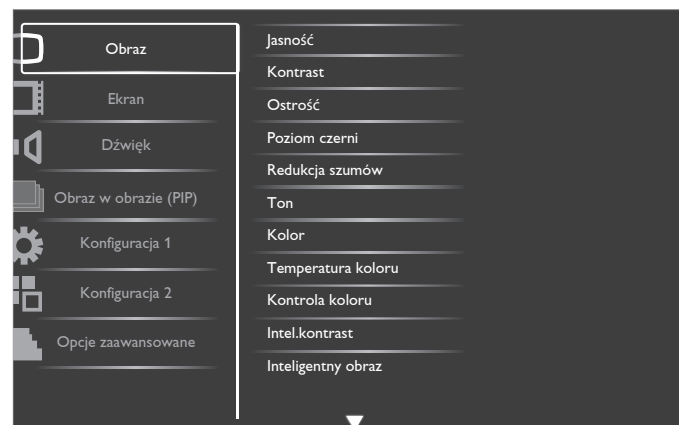 Obraz
Ekran
Dźwięk
Obraz w obrazie (PIP)
Konfiguracja 1
Konfiguracja 2
Opcje zaawansowane
Jasność
Kontrast
Ostrość
Poziom czerni
Redukcja szumów
Ton
Kolor
Temperatura koloru
Kontrola koloru
Intel.kontrast
Inteligentny obraz